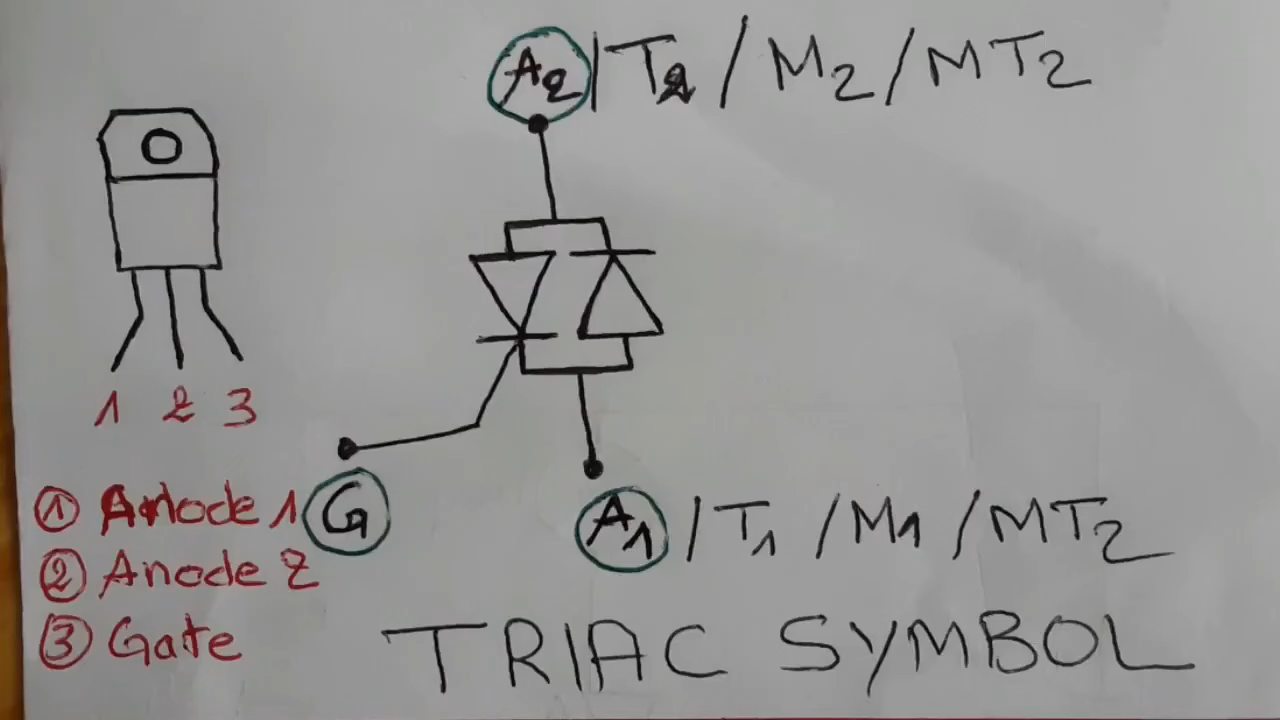 A2 / T2 / M2 / MT2
1 2 3
① Anode 1
G
A1 / T1 / M1 / MT2
② Anode 2
③ Gate
TRIAC SYMBOL